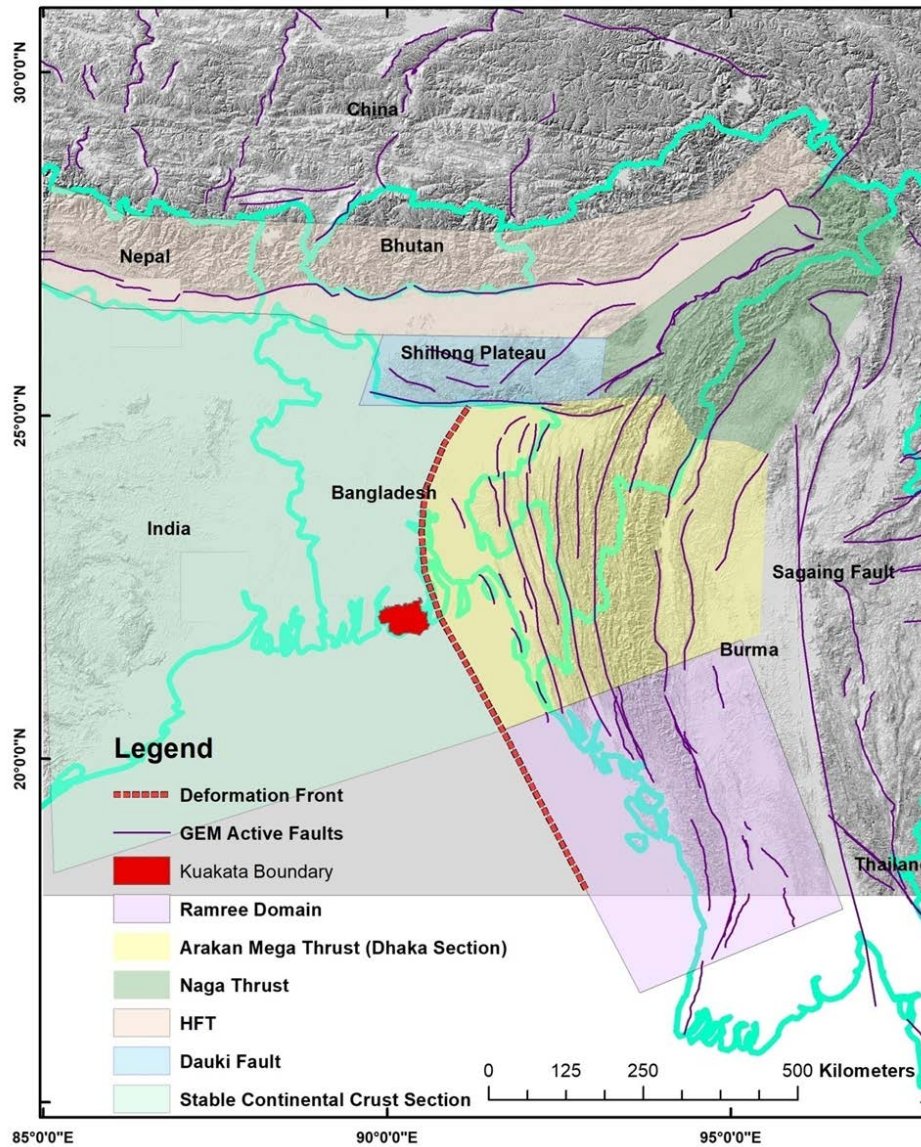 30°0'0"N
China
Nepal
Bhutan
Shillong Plateau
25°0'0"N
Bangladesh
India
Sagaing Fault
Burma
20°0'0"N
Legend
Deformation Front
GEM Active Faults
Kuakata Boundary
Thailand
Ramree Domain
Arakan Mega Thrust (Dhaka Section)
Naga Thrust
HFT
Dauki Fault
0 125 250 500 Kilometers
Stable Continental Crust Section
85°0'0"E 90°0'0"E 95°0'0"E